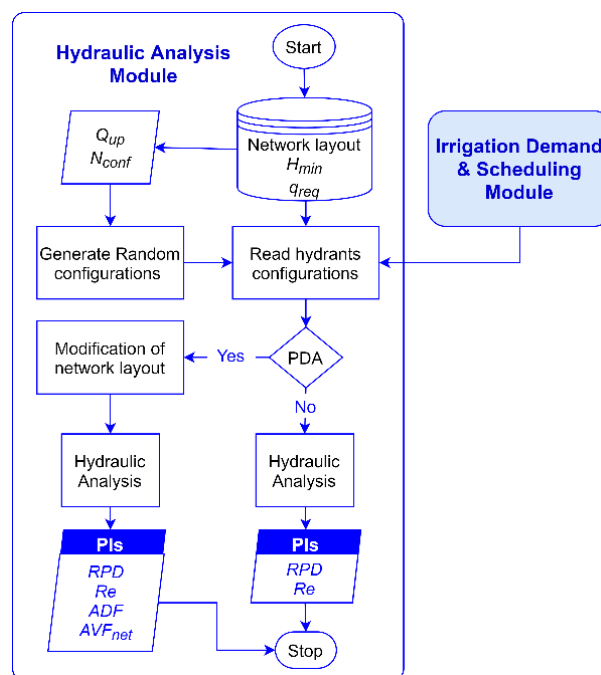 Hydraulic Analysis
Module
Start
Q_up
N_conf
Network layout
H_min
q_req
Irrigation Demand
& Scheduling
Module
Generate Random
configurations
Read hydrants
configurations
Modification of
network layout
Yes
PDA
No
Hydraulic
Analysis
Hydraulic
Analysis
PIs
RPD
Re
ADF
AVF_net
PIs
RPD
Re
Stop